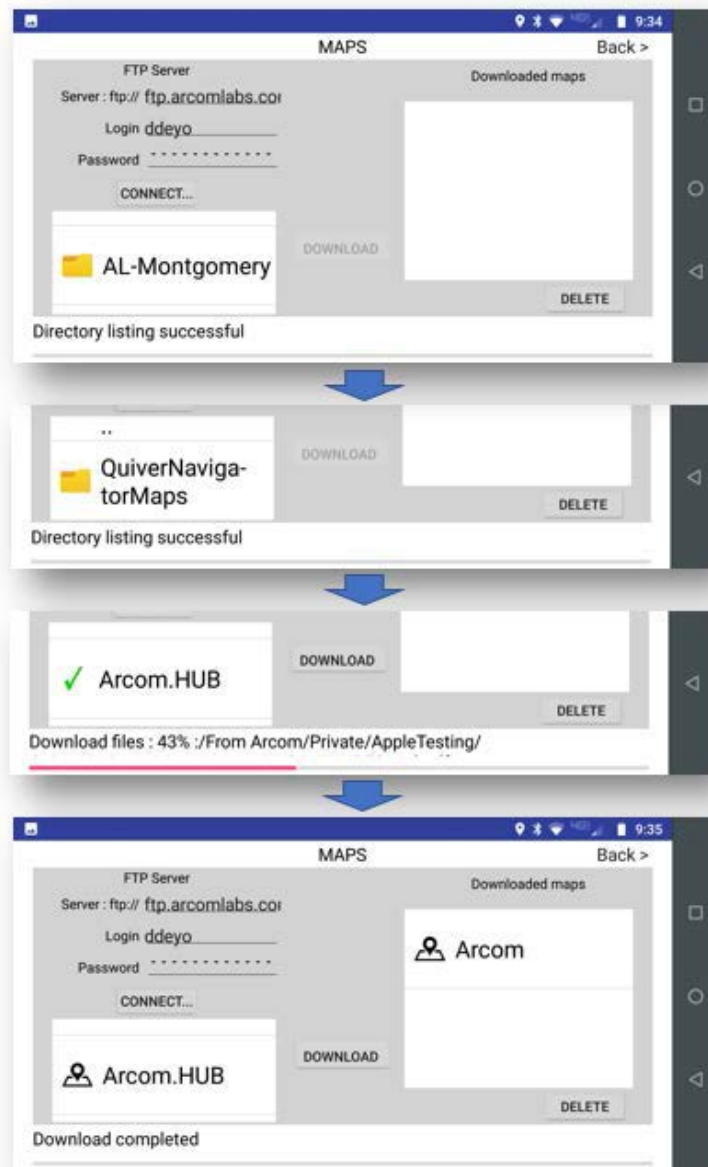 9:34
MAPS
Back >
FTP Server
Downloaded maps
Server : ftp:// ftp.arcomlabs.co
Login ddeyo
Password ------------
CONNECT...
AL-Montgomery
DOWNLOAD
DELETE
Directory listing successful
..
QuiverNaviga-
torMaps
DOWNLOAD
DELETE
Directory listing successful
Arcom.HUB
DOWNLOAD
DELETE
Download files : 43% :/From Arcom/Private/AppleTesting/
9:35
MAPS
Back >
FTP Server
Downloaded maps
Server : ftp:// ftp.arcomlabs.co
Login ddeyo
Arcom
Password ------------
CONNECT...
Arcom.HUB
DOWNLOAD
DELETE
Download completed